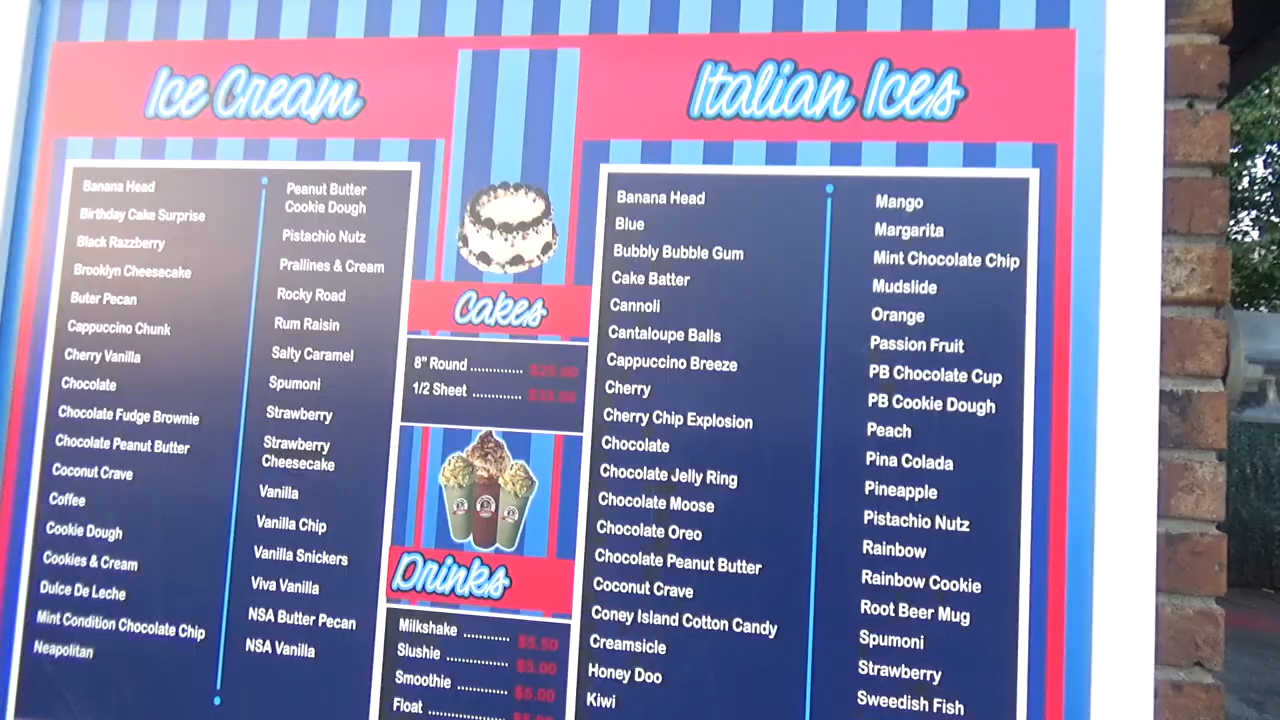 Ice Cream
Banana Head
Birthday Cake Surprise
Black Razzberry
Brooklyn Cheesecake
Buter Pecan
Cappuccino Chunk
Cherry Vanilla
Chocolate
Chocolate Fudge Brownie
Chocolate Peanut Butter
Coconut Crave
Coffee
Cookie Dough
Cookies & Cream
Dulce De Leche
Mint Condition Chocolate Chip
Neapolitan
Peanut Butter
Cookie Dough
Pistachio Nutz
Prallines & Cream
Rocky Road
Rum Raisin
Salty Caramel
Spumoni
Strawberry
Strawberry
Cheesecake
Vanilla
Vanilla Chip
Vanilla Snickers
Viva Vanilla
NSA Butter Pecan
NSA Vanilla
Cakes
8" Round .............
1/2 Sheet ............
Drinks
Milkshake ........... $5.50
Slushie ............... $5.00
Smoothie ............ $5.00
Float ..................
Italian Ices
Banana Head
Blue
Bubbly Bubble Gum
Cake Batter
Cannoli
Cantaloupe Balls
Cappuccino Breeze
Cherry
Cherry Chip Explosion
Chocolate
Chocolate Jelly Ring
Chocolate Moose
Chocolate Oreo
Chocolate Peanut Butter
Coconut Crave
Coney Island Cotton Candy
Creamsicle
Honey Doo
Kiwi
Mango
Margarita
Mint Chocolate Chip
Mudslide
Orange
Passion Fruit
PB Chocolate Cup
PB Cookie Dough
Peach
Pina Colada
Pineapple
Pistachio Nutz
Rainbow
Rainbow Cookie
Root Beer Mug
Spumoni
Strawberry
Sweedish Fish